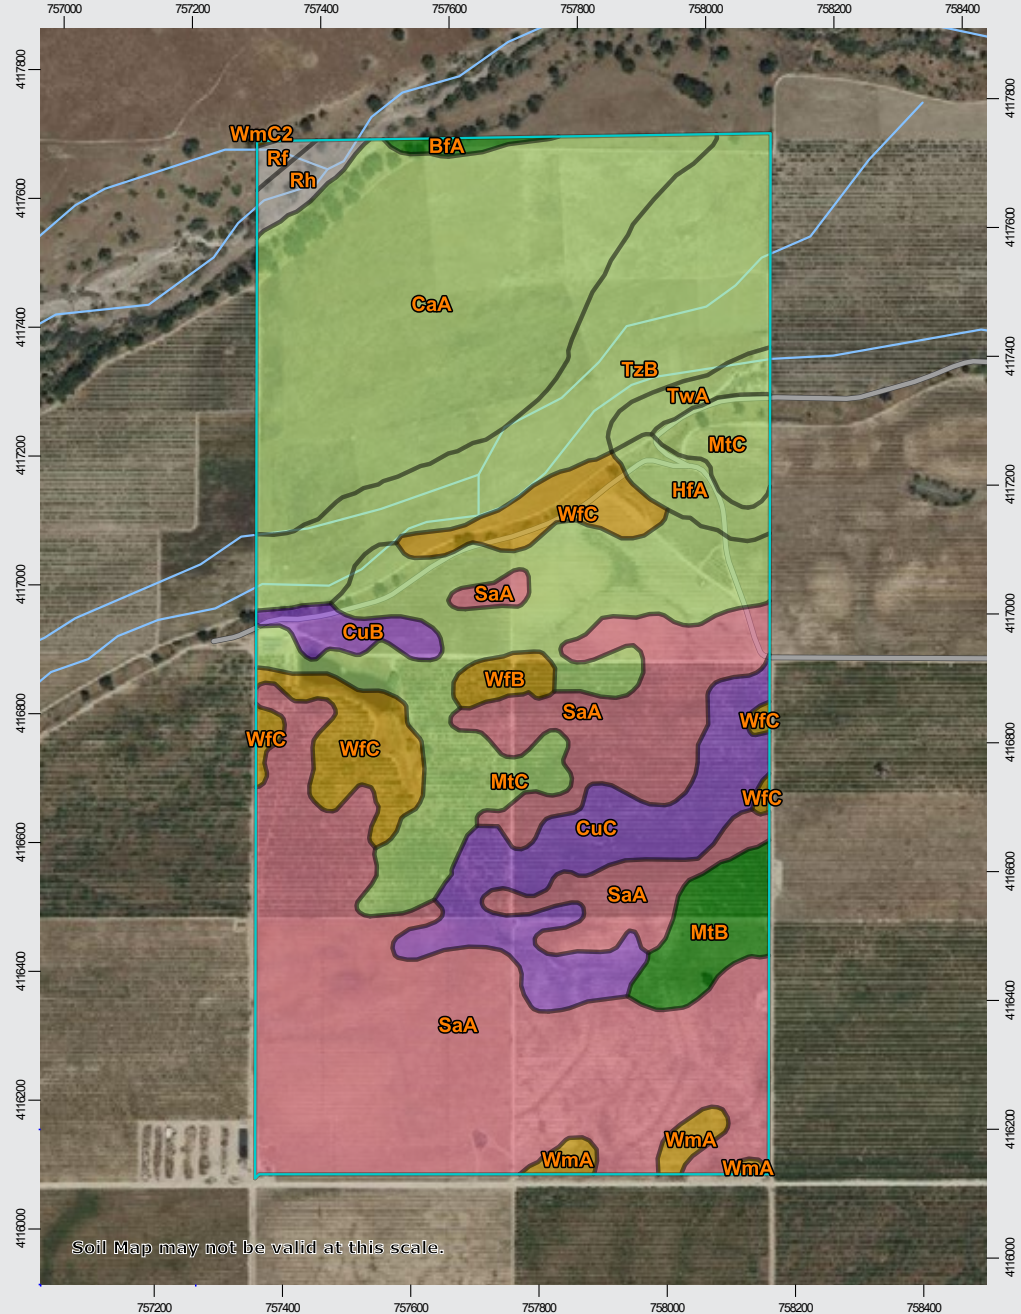 757000 757200 757400 757600 757800 758000 758200 758400
4117800
4117800
WmC2
BfA
Rf
Rh
4117600
4117600
CaA
4117400
4117400
TzB
TwA
MtC
4117200
4117200
HfA
WfC
4117000
4117000
SaA
CuB
WfB
4116800
4116800
SaA
WfC
WfC
WfC
MtC
WfC
CuC
4116600
4116600
SaA
MtB
4116400
4116400
SaA
4116200
4116200
WmA
WmA
WmA
4116000
4116000
Soil Map may not be valid at this scale.
757200 757400 757600 757800 758000 758200 758400